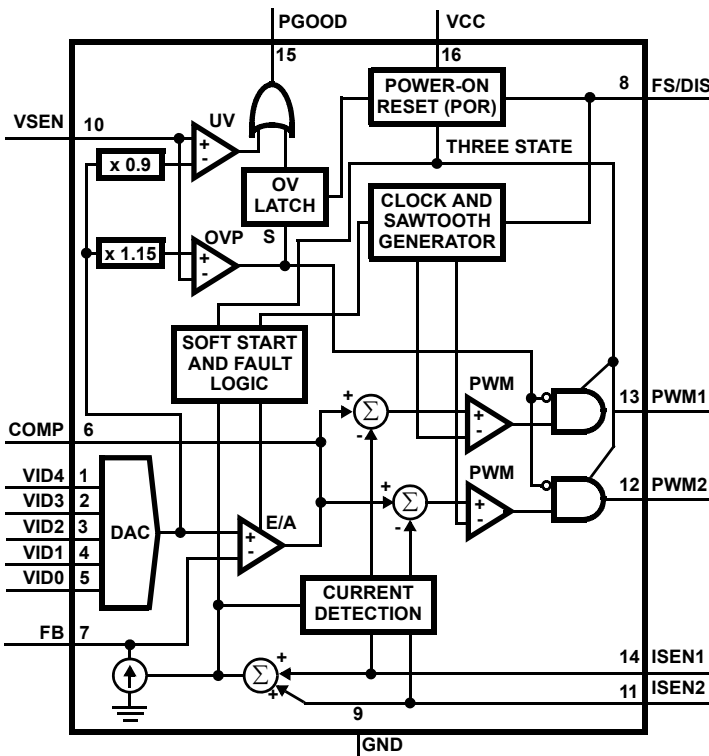 PGOOD
VCC
15
16
8
FS/DIS
POWER-ON
RESET (POR)
VSEN
10
UV
+
-
THREE STATE
x 0.9
OV
LATCH
CLOCK AND
SAWTOOTH
GENERATOR
S
OVP
x 1.15
+
-
SOFT START
AND FAULT
LOGIC
PWM
+
Σ
-
+
-
13
PWM1
COMP
6
PWM
VID4
1
VID3
2
VID2
3
VID1
4
VID0
5
DAC
+
Σ
-
+
-
12
PWM2
E/A
+
-
CURRENT
DETECTION
FB
7
+
Σ
+
14
ISEN1
11
ISEN2
9
GND